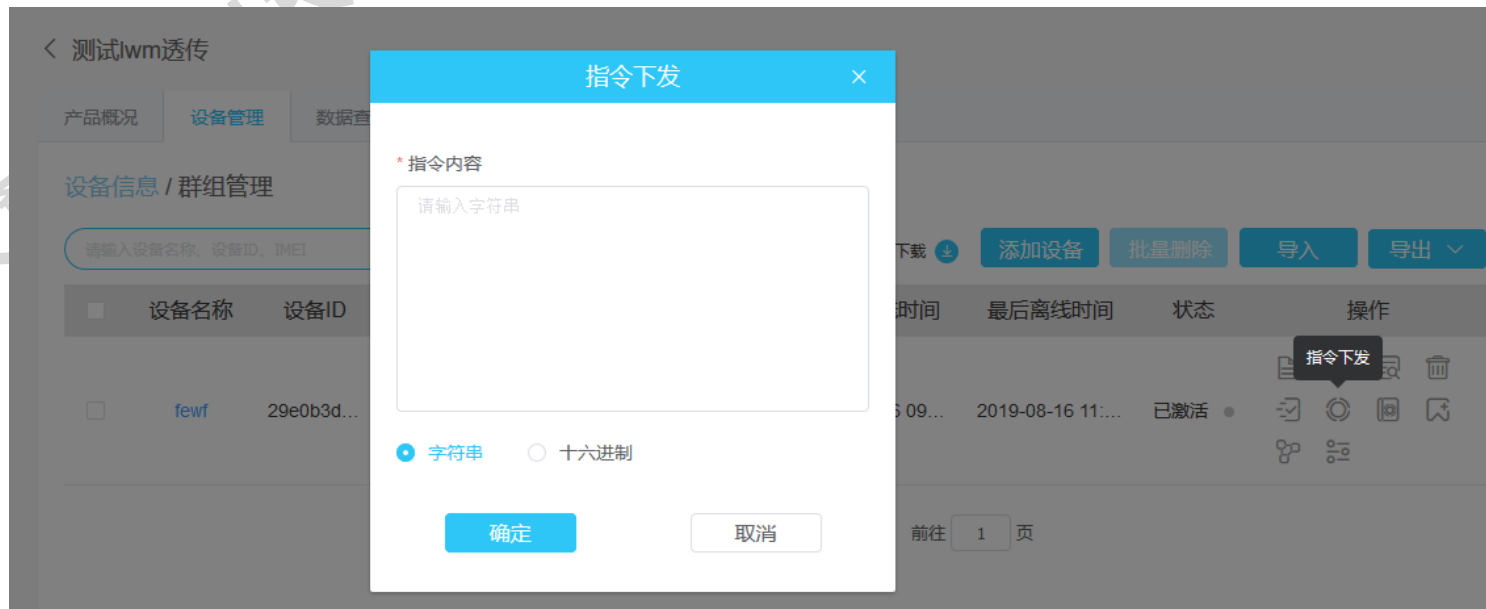 测试lwm透传
指令下发
产品概况 设备管理 数据查
* 指令内容
设备信息 / 群组管理
请输入字符串
请输入设备名称、设备ID、IMEI
下载 添加设备 批量删除 导入 导出
设备名称 设备ID 时间 最后离线时间 状态 操作
指令下发
fewf 29e0b3d... 09... 2019-08-16 11:... 已激活
字符串 十六进制
确定 取消 前往 1 页